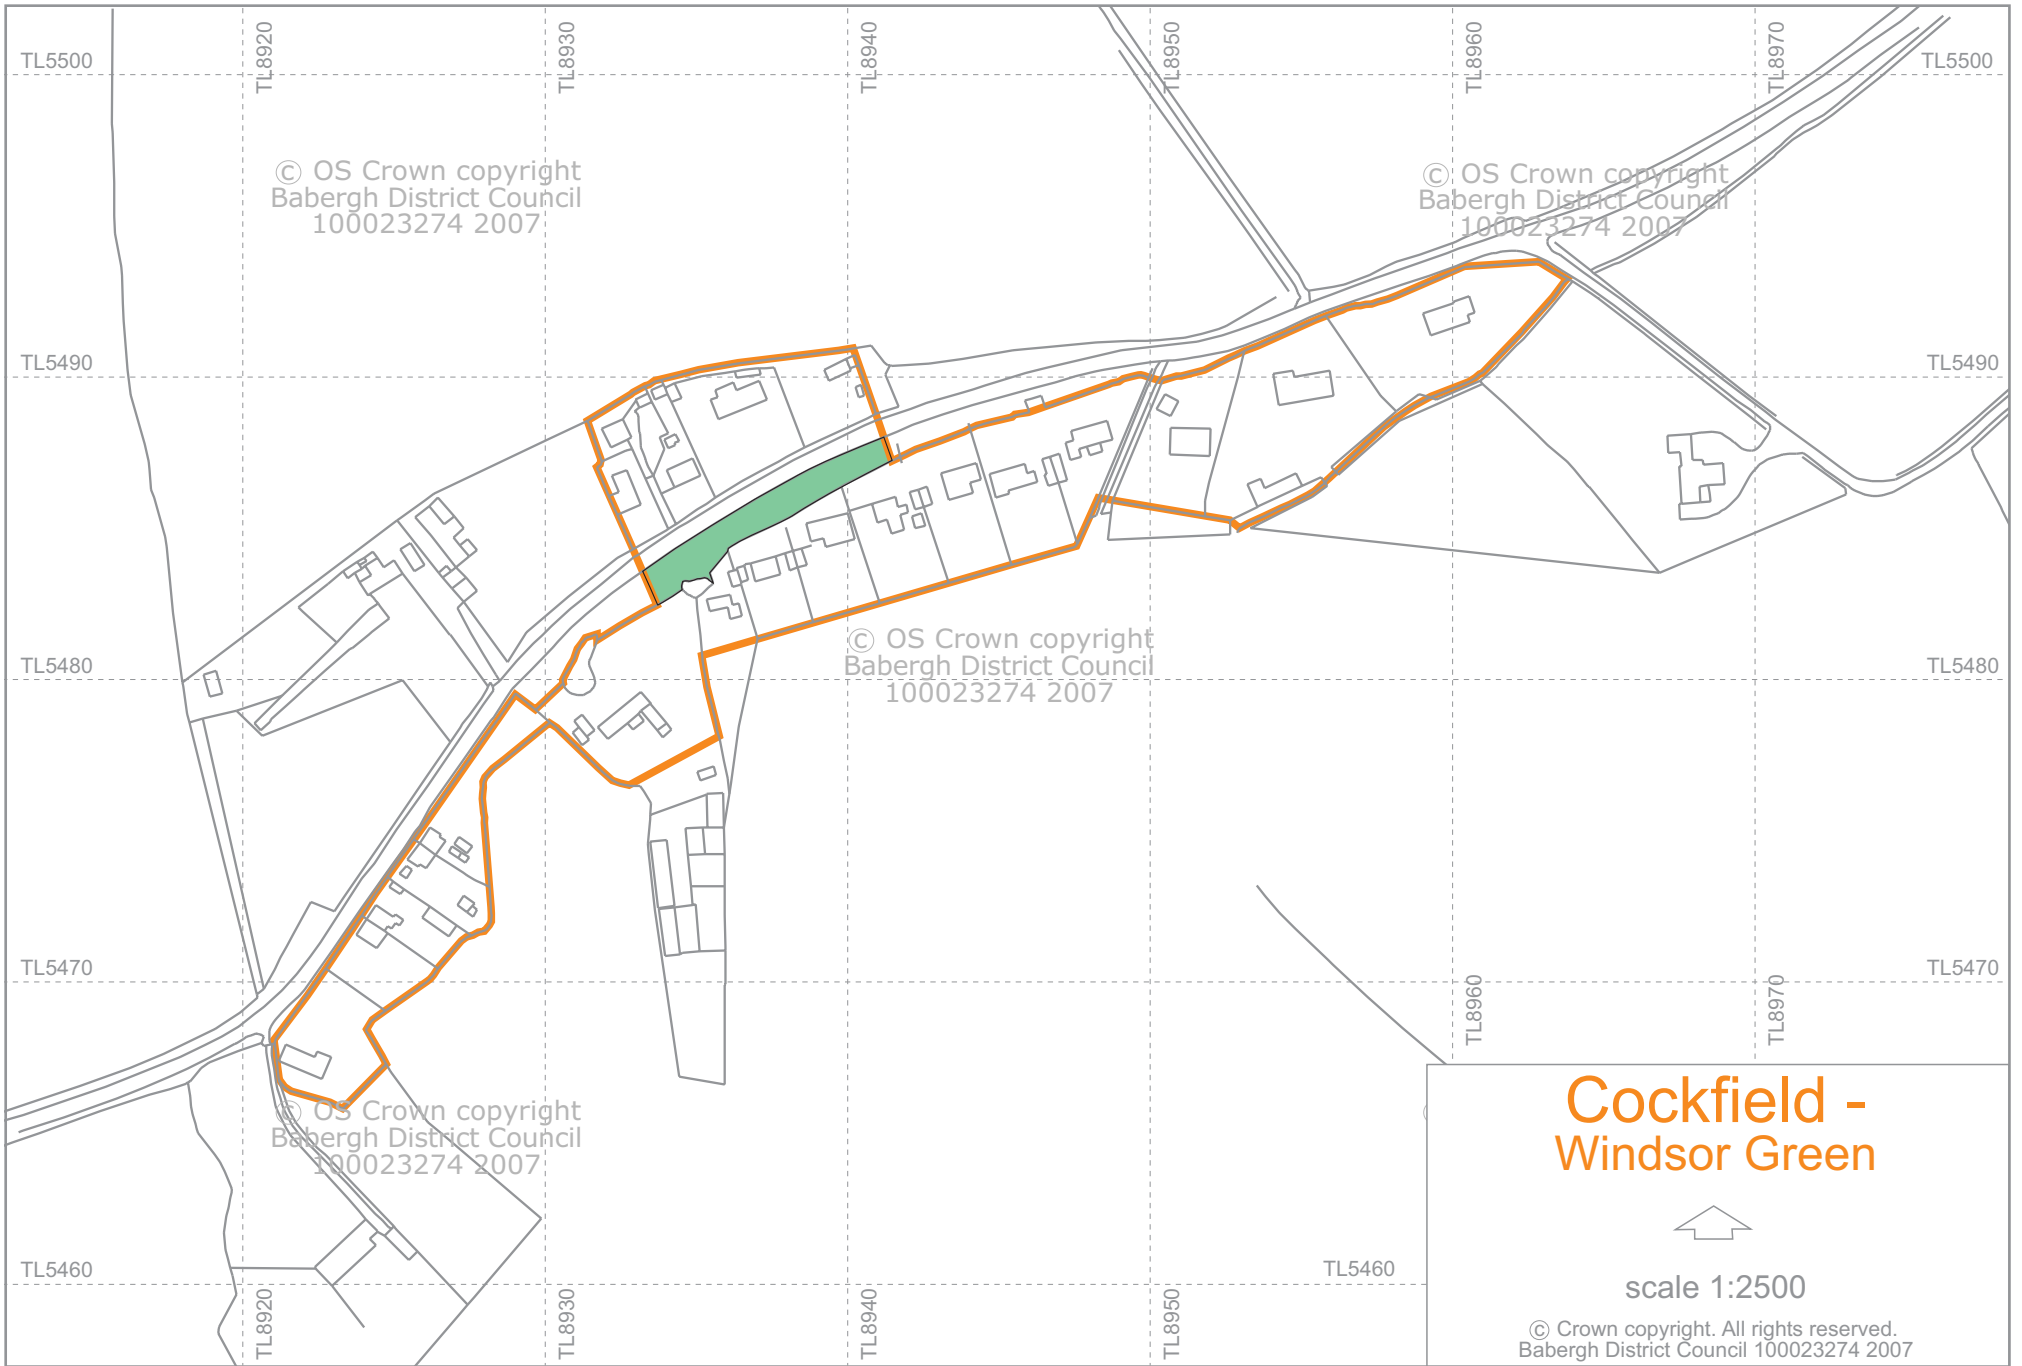 TL8920
TL8930
TL8940
TL8950
TL8960
TL8970
TL5500
TL5500
© OS Crown copyright
Babergh District Council
100023274 2007
© OS Crown copyright
Babergh District Council
100023274 2007
TL5490
TL5490
© OS Crown copyright
Babergh District Council
100023274 2007
TL5480
TL5480
TL5470
TL5470
TL8960
TL8970
© OS Crown copyright
Babergh District Council
100023274 2007
Cockfield -
Windsor Green
TL5460
TL5460
scale 1:2500
TL8920
TL8930
TL8940
TL8950
© Crown copyright. All rights reserved.
Babergh District Council 100023274 2007